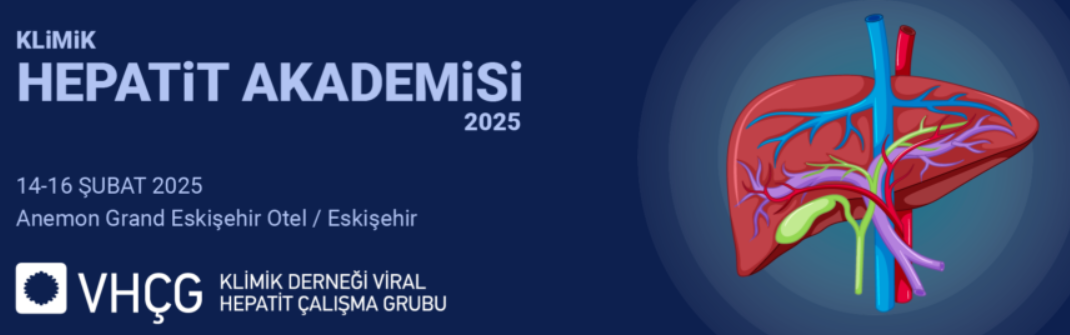 KLiMiK
HEPATiT AKADEMiSi
2025
14-16 ŞUBAT 2025
Anemon Grand Eskişehir Otel / Eskişehir
VHÇG
KLİMİK DERNEĞİ VİRAL
HEPATİT ÇALIŞMA GRUBU